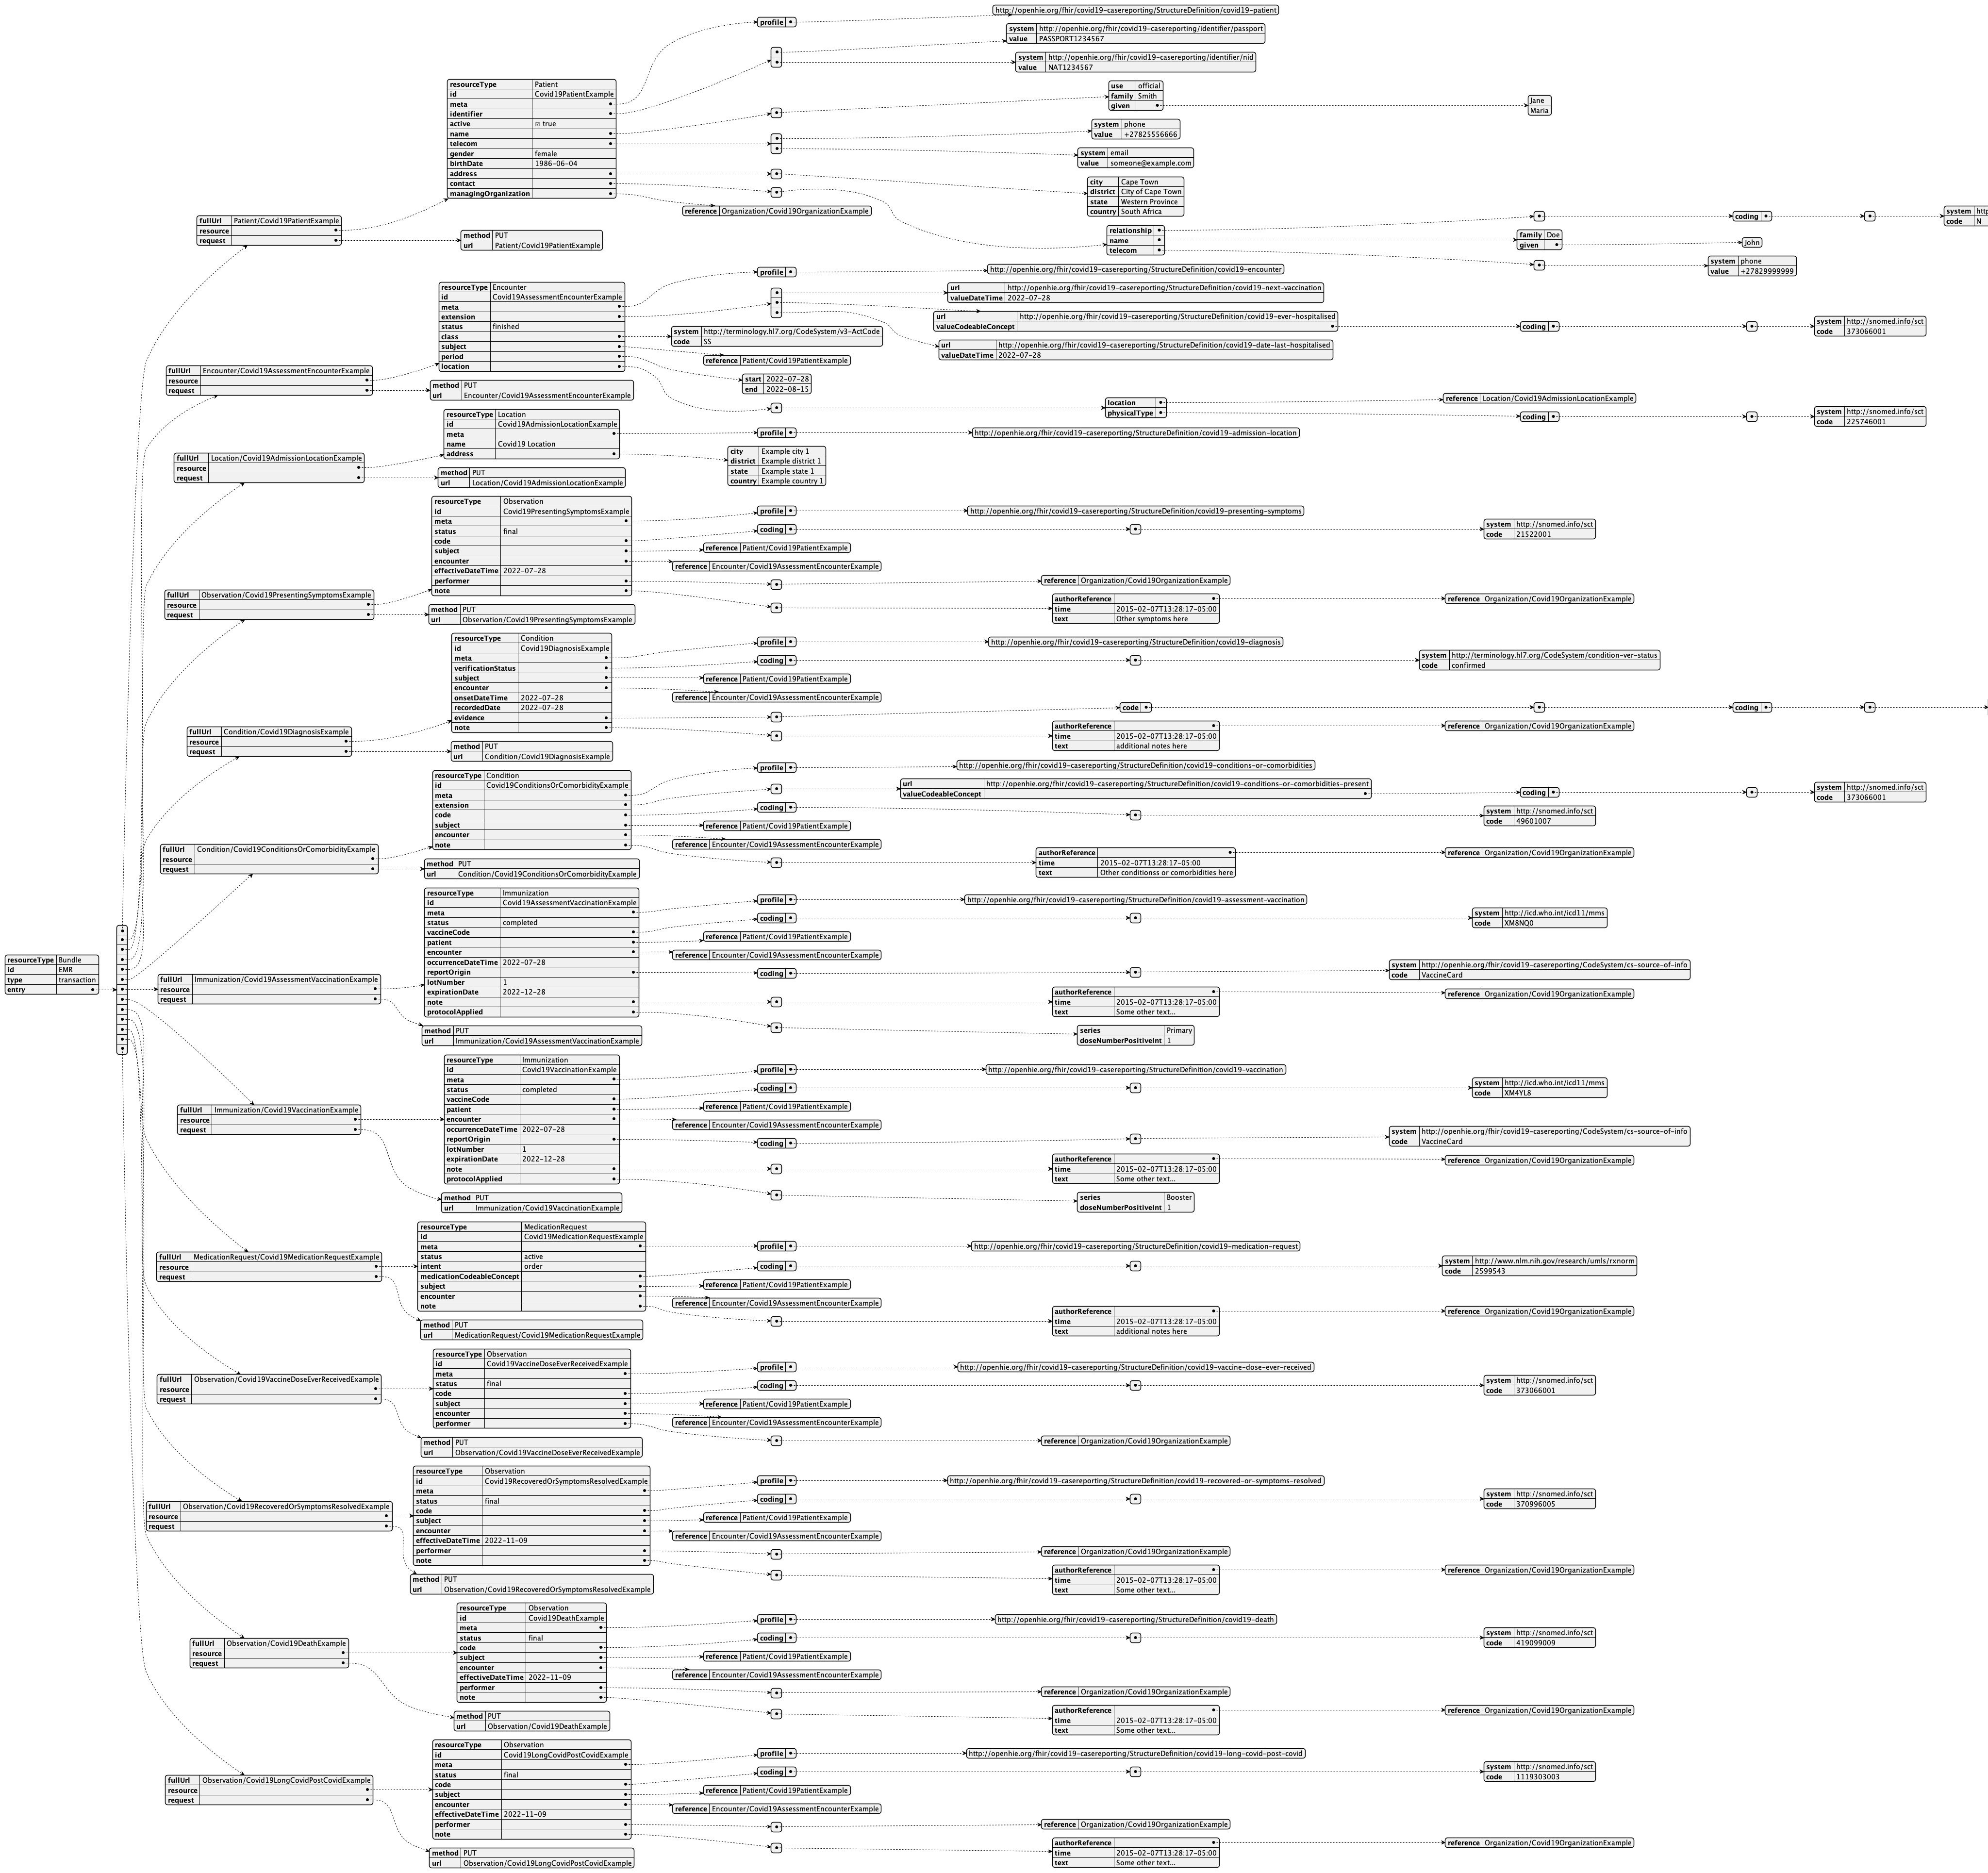 resourceType Bundle
id EMR
type transaction
entry
fullUrl Patient/Covid19PatientExample
resource
request
resourceType Patient
id Covid19PatientExample
meta
identifier
active ☑ true
name
telecom
gender female
birthDate 1986-06-04
address
contact
managingOrganization
profile
http://openhie.org/fhir/covid19-casereporting/StructureDefinition/covid19-patient
system http://openhie.org/fhir/covid19-casereporting/identifier/passport
value PASSPORT1234567
system http://openhie.org/fhir/covid19-casereporting/identifier/nid
value NAT1234567
use official
family Smith
given
Jane
Maria
system phone
value +27825556666
system email
value someone@example.com
city Cape Town
district City of Cape Town
state Western Province
country South Africa
relationship
name
telecom
coding
system
code N
family Doe
given
John
system phone
value +27829999999
reference Organization/Covid19OrganizationExample
method PUT
url Patient/Covid19PatientExample
fullUrl Encounter/Covid19AssessmentEncounterExample
resource
request
resourceType Encounter
id Covid19AssessmentEncounterExample
meta
extension
status finished
class
subject
period
location
profile
http://openhie.org/fhir/covid19-casereporting/StructureDefinition/covid19-encounter
url http://openhie.org/fhir/covid19-casereporting/StructureDefinition/covid19-next-vaccination
valueDateTime 2022-07-28
url http://openhie.org/fhir/covid19-casereporting/StructureDefinition/covid19-ever-hospitalised
valueCodeableConcept
coding
system http://snomed.info/sct
code 373066001
url http://openhie.org/fhir/covid19-casereporting/StructureDefinition/covid19-date-last-hospitalised
valueDateTime 2022-07-28
system http://terminology.hl7.org/CodeSystem/v3-ActCode
code SS
reference Patient/Covid19PatientExample
start 2022-07-28
end 2022-08-15
location
physicalType
reference Location/Covid19AdmissionLocationExample
coding
system http://snomed.info/sct
code 225746001
method PUT
url Encounter/Covid19AssessmentEncounterExample
fullUrl Location/Covid19AdmissionLocationExample
resource
request
resourceType Location
id Covid19AdmissionLocationExample
meta
name Covid19 Location
address
profile
http://openhie.org/fhir/covid19-casereporting/StructureDefinition/covid19-admission-location
city Example city 1
district Example district 1
state Example state 1
country Example country 1
method PUT
url Location/Covid19AdmissionLocationExample
fullUrl Observation/Covid19PresentingSymptomsExample
resource
request
resourceType Observation
id Covid19PresentingSymptomsExample
meta
status final
code
subject
encounter
effectiveDateTime 2022-07-28
performer
note
profile
http://openhie.org/fhir/covid19-casereporting/StructureDefinition/covid19-presenting-symptoms
coding
system http://snomed.info/sct
code 21522001
reference Patient/Covid19PatientExample
reference Encounter/Covid19AssessmentEncounterExample
reference Organization/Covid19OrganizationExample
authorReference
time 2015-02-07T13:28:17-05:00
text Other symptoms here
reference Organization/Covid19OrganizationExample
method PUT
url Observation/Covid19PresentingSymptomsExample
fullUrl Condition/Covid19DiagnosisExample
resource
request
resourceType Condition
id Covid19DiagnosisExample
meta
verificationStatus
subject
encounter
onsetDateTime 2022-07-28
recordedDate 2022-07-28
evidence
note
profile
http://openhie.org/fhir/covid19-casereporting/StructureDefinition/covid19-diagnosis
coding
system http://terminology.hl7.org/CodeSystem/condition-ver-status
code confirmed
reference Patient/Covid19PatientExample
reference Encounter/Covid19AssessmentEncounterExample
code
coding
authorReference
time 2015-02-07T13:28:17-05:00
text additional notes here
reference Organization/Covid19OrganizationExample
method PUT
url Condition/Covid19DiagnosisExample
fullUrl Condition/Covid19ConditionsOrComorbidityExample
resource
request
resourceType Condition
id Covid19ConditionsOrComorbidityExample
meta
extension
code
subject
encounter
note
profile
http://openhie.org/fhir/covid19-casereporting/StructureDefinition/covid19-conditions-or-comorbidities
url http://openhie.org/fhir/covid19-casereporting/StructureDefinition/covid19-conditions-or-comorbidities-present
valueCodeableConcept
coding
system http://snomed.info/sct
code 373066001
coding
system http://snomed.info/sct
code 49601007
reference Patient/Covid19PatientExample
reference Encounter/Covid19AssessmentEncounterExample
authorReference
time 2015-02-07T13:28:17-05:00
text Other conditionss or comorbidities here
reference Organization/Covid19OrganizationExample
method PUT
url Condition/Covid19ConditionsOrComorbidityExample
fullUrl Immunization/Covid19AssessmentVaccinationExample
resource
request
resourceType Immunization
id Covid19AssessmentVaccinationExample
meta
status completed
vaccineCode
patient
encounter
occurrenceDateTime 2022-07-28
reportOrigin
lotNumber 1
expirationDate 2022-12-28
note
protocolApplied
profile
http://openhie.org/fhir/covid19-casereporting/StructureDefinition/covid19-assessment-vaccination
coding
system http://icd.who.int/icd11/mms
code XM8NQ0
reference Patient/Covid19PatientExample
reference Encounter/Covid19AssessmentEncounterExample
coding
system http://openhie.org/fhir/covid19-casereporting/CodeSystem/cs-source-of-info
code VaccineCard
authorReference
time 2015-02-07T13:28:17-05:00
text Some other text...
reference Organization/Covid19OrganizationExample
series Primary
doseNumberPositiveInt 1
method PUT
url Immunization/Covid19AssessmentVaccinationExample
fullUrl Immunization/Covid19VaccinationExample
resource
request
resourceType Immunization
id Covid19VaccinationExample
meta
status completed
vaccineCode
patient
encounter
occurrenceDateTime 2022-07-28
reportOrigin
lotNumber 1
expirationDate 2022-12-28
note
protocolApplied
profile
http://openhie.org/fhir/covid19-casereporting/StructureDefinition/covid19-vaccination
coding
system http://icd.who.int/icd11/mms
code XM4YL8
reference Patient/Covid19PatientExample
reference Encounter/Covid19AssessmentEncounterExample
coding
system http://openhie.org/fhir/covid19-casereporting/CodeSystem/cs-source-of-info
code VaccineCard
authorReference
time 2015-02-07T13:28:17-05:00
text Some other text...
reference Organization/Covid19OrganizationExample
series Booster
doseNumberPositiveInt 1
method PUT
url Immunization/Covid19VaccinationExample
fullUrl MedicationRequest/Covid19MedicationRequestExample
resource
request
resourceType MedicationRequest
id Covid19MedicationRequestExample
meta
status active
intent order
medicationCodeableConcept
subject
encounter
note
profile
http://openhie.org/fhir/covid19-casereporting/StructureDefinition/covid19-medication-request
coding
system http://www.nlm.nih.gov/research/umls/rxnorm
code 2599543
reference Patient/Covid19PatientExample
reference Encounter/Covid19AssessmentEncounterExample
authorReference
time 2015-02-07T13:28:17-05:00
text additional notes here
reference Organization/Covid19OrganizationExample
method PUT
url MedicationRequest/Covid19MedicationRequestExample
fullUrl Observation/Covid19VaccineDoseEverReceivedExample
resource
request
resourceType Observation
id Covid19VaccineDoseEverReceivedExample
meta
status final
code
subject
encounter
performer
profile
http://openhie.org/fhir/covid19-casereporting/StructureDefinition/covid19-vaccine-dose-ever-received
coding
system http://snomed.info/sct
code 373066001
reference Patient/Covid19PatientExample
reference Encounter/Covid19AssessmentEncounterExample
reference Organization/Covid19OrganizationExample
method PUT
url Observation/Covid19VaccineDoseEverReceivedExample
fullUrl Observation/Covid19RecoveredOrSymptomsResolvedExample
resource
request
resourceType Observation
id Covid19RecoveredOrSymptomsResolvedExample
meta
status final
code
subject
encounter
effectiveDateTime 2022-11-09
performer
note
profile
http://openhie.org/fhir/covid19-casereporting/StructureDefinition/covid19-recovered-or-symptoms-resolved
coding
system http://snomed.info/sct
code 370996005
reference Patient/Covid19PatientExample
reference Encounter/Covid19AssessmentEncounterExample
reference Organization/Covid19OrganizationExample
authorReference
time 2015-02-07T13:28:17-05:00
text Some other text...
reference Organization/Covid19OrganizationExample
method PUT
url Observation/Covid19RecoveredOrSymptomsResolvedExample
fullUrl Observation/Covid19DeathExample
resource
request
resourceType Observation
id Covid19DeathExample
meta
status final
code
subject
encounter
effectiveDateTime 2022-11-09
performer
note
profile
http://openhie.org/fhir/covid19-casereporting/StructureDefinition/covid19-death
coding
system http://snomed.info/sct
code 419099009
reference Patient/Covid19PatientExample
reference Encounter/Covid19AssessmentEncounterExample
reference Organization/Covid19OrganizationExample
authorReference
time 2015-02-07T13:28:17-05:00
text Some other text...
reference Organization/Covid19OrganizationExample
method PUT
url Observation/Covid19DeathExample
fullUrl Observation/Covid19LongCovidPostCovidExample
resource
request
resourceType Observation
id Covid19LongCovidPostCovidExample
meta
status final
code
subject
encounter
effectiveDateTime 2022-11-09
performer
note
profile
http://openhie.org/fhir/covid19-casereporting/StructureDefinition/covid19-long-covid-post-covid
coding
system http://snomed.info/sct
code 1119303003
reference Patient/Covid19PatientExample
reference Encounter/Covid19AssessmentEncounterExample
reference Organization/Covid19OrganizationExample
authorReference
time 2015-02-07T13:28:17-05:00
text Some other text...
reference Organization/Covid19OrganizationExample
method PUT
url Observation/Covid19LongCovidPostCovidExample